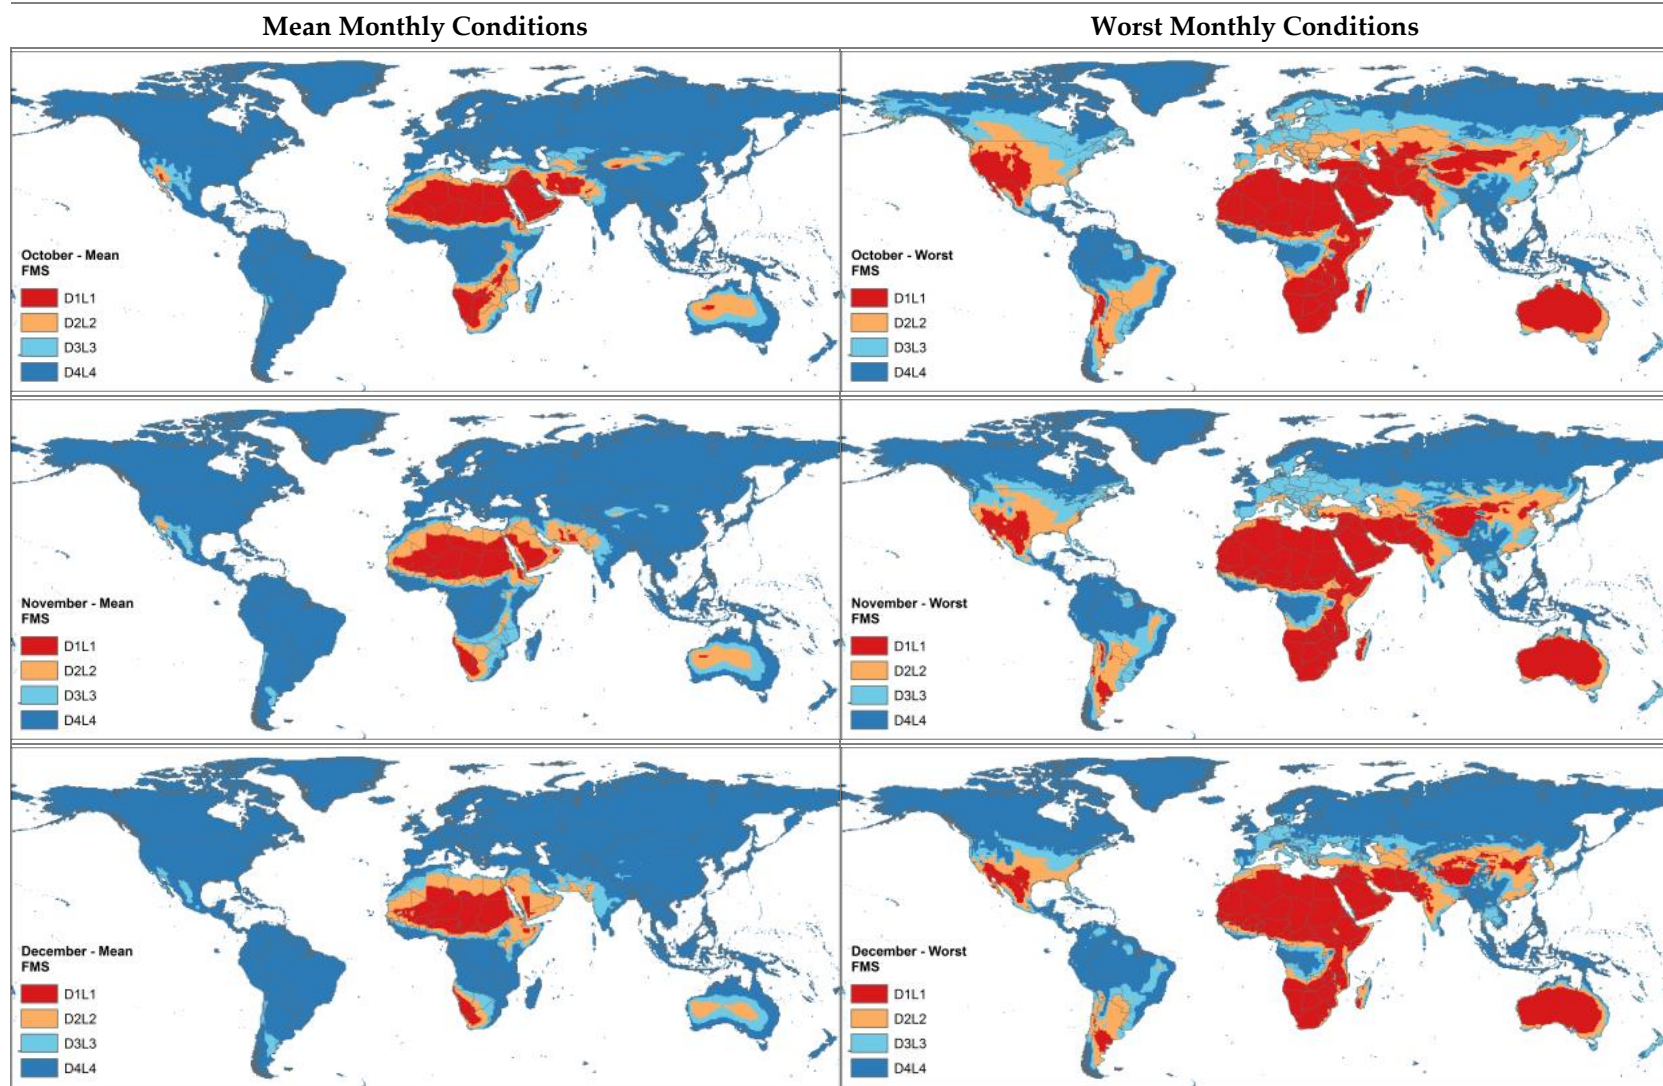 Mean Monthly Conditions
Worst Monthly Conditions
October - Mean
FMS
D1L1
D2L2
D3L3
D4L4
October - Worst
FMS
D1L1
D2L2
D3L3
D4L4
November - Mean
FMS
D1L1
D2L2
D3L3
D4L4
November - Worst
FMS
D1L1
D2L2
D3L3
D4L4
December - Mean
FMS
D1L1
D2L2
D3L3
D4L4
December - Worst
FMS
D1L1
D2L2
D3L3
D4L4